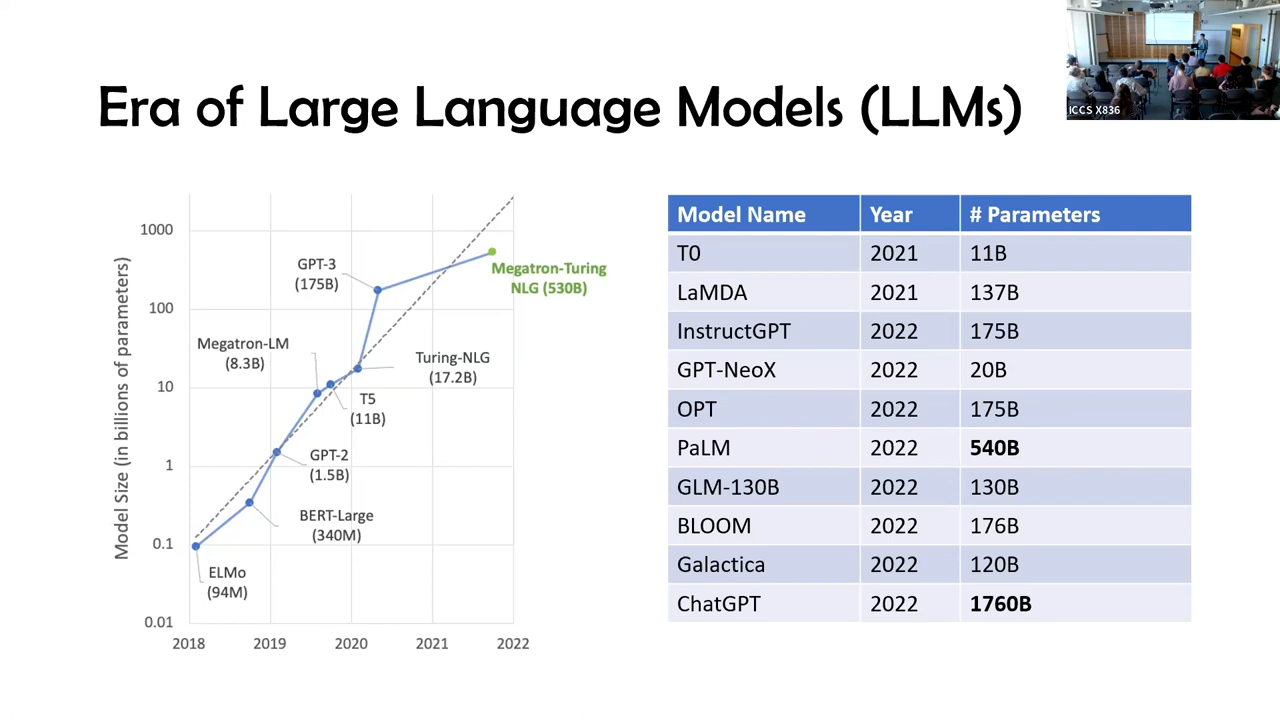 Era of Large Language Models (LLMs)
ICCS X836
Model Size (in billions of parameters)
1000
100
10
1
0.1
0.01
2018 2019 2020 2021 2022
GPT-3
(175B)
Megatron-Turing
NLG (530B)
Megatron-LM
(8.3B)
Turing-NLG
(17.2B)
T5
(11B)
GPT-2
(1.5B)
BERT-Large
(340M)
ELMo
(94M)
Model Name Year # Parameters
T0 2021 11B
LaMDA 2021 137B
InstructGPT 2022 175B
GPT-NeoX 2022 20B
OPT 2022 175B
PaLM 2022 540B
GLM-130B 2022 130B
BLOOM 2022 176B
Galactica 2022 120B
ChatGPT 2022 1760B